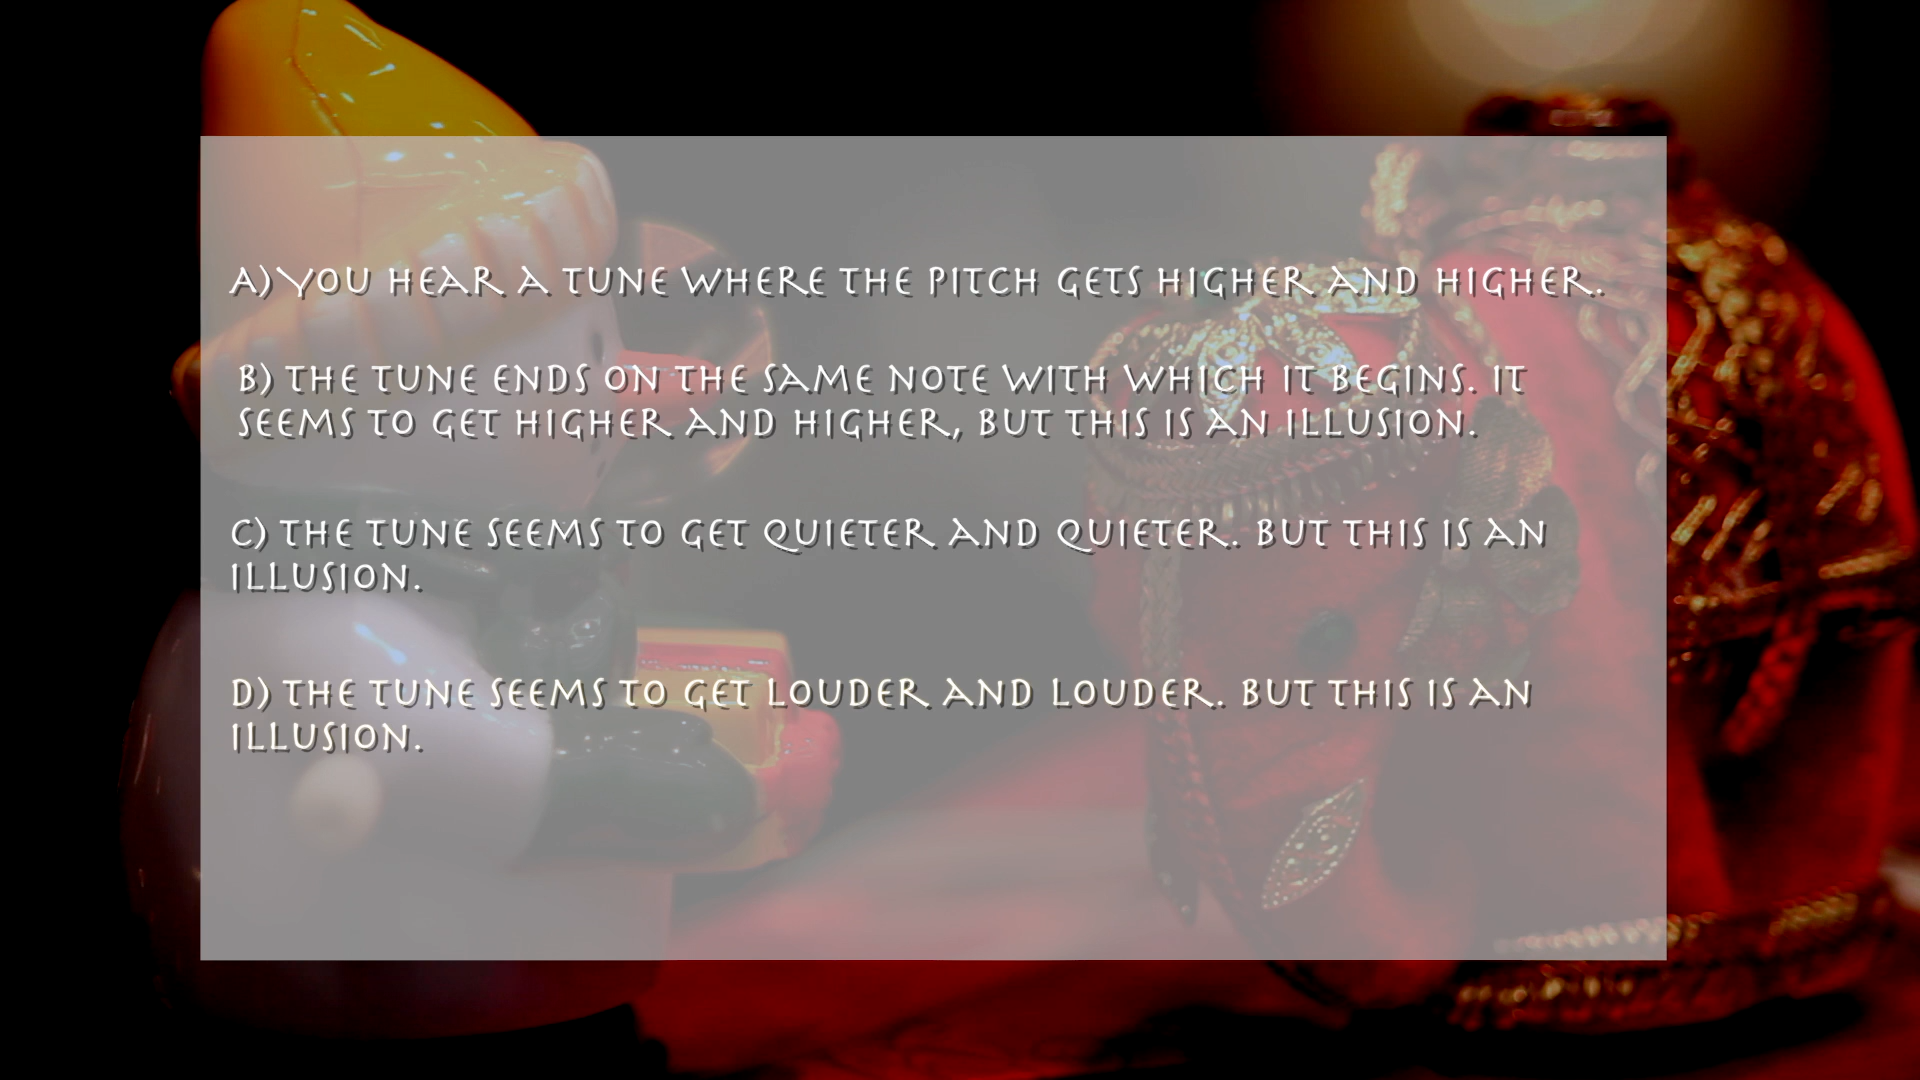 A) YOU HEAR A TUNE WHERE THE PITCH GETS HIGHER AND HIGHER.
B) THE TUNE ENDS ON THE SAME NOTE WITH WHICH IT BEGINS. IT
SEEMS TO GET HIGHER AND HIGHER, BUT THIS IS AN ILLUSION.
C) THE TUNE SEEMS TO GET QUIETER AND QUIETER. BUT THIS IS AN
ILLUSION.
D) THE TUNE SEEMS TO GET LOUDER AND LOUDER. BUT THIS IS AN
ILLUSION.